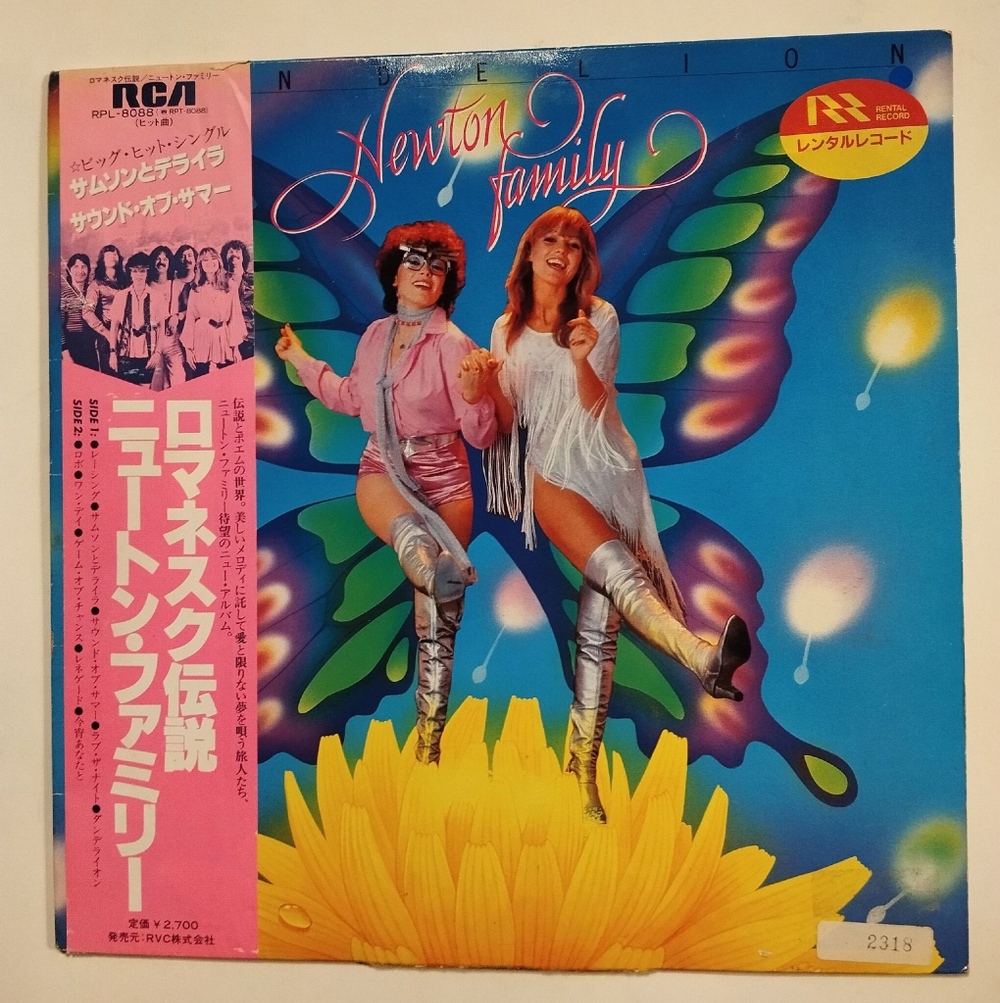 ロマネスク伝説/ニュートン・ファミリー
RCA
RPL-8088 (RPT-8088)
(ヒット曲)
☆ビッグ・ヒット・シングル
サムソンとデライラ
サウンド・オブ・サマー
伝説とポエムの世界。美しいメロディに託して愛と限りない夢を唄う旅人たち、
ニュートン・ファミリー待望のニュー・アルバム。
ロマネスク伝説
ニュートン・ファミリー
SIDE 1: ●レーシング●サムソンとデライラ●サウンド・オブ・サマー●ラブ・ザ・ナイト●ダンデライオン
SIDE 2: ●ロボ●ワン・デイ●ゲーム・オブ・チャンス●レネゲード●今宵あなたと
定価¥2,700
発売元:RVC株式会社
NDELION
Newton
family
RR
RENTAL
RECORD
レンタルレコード
2318